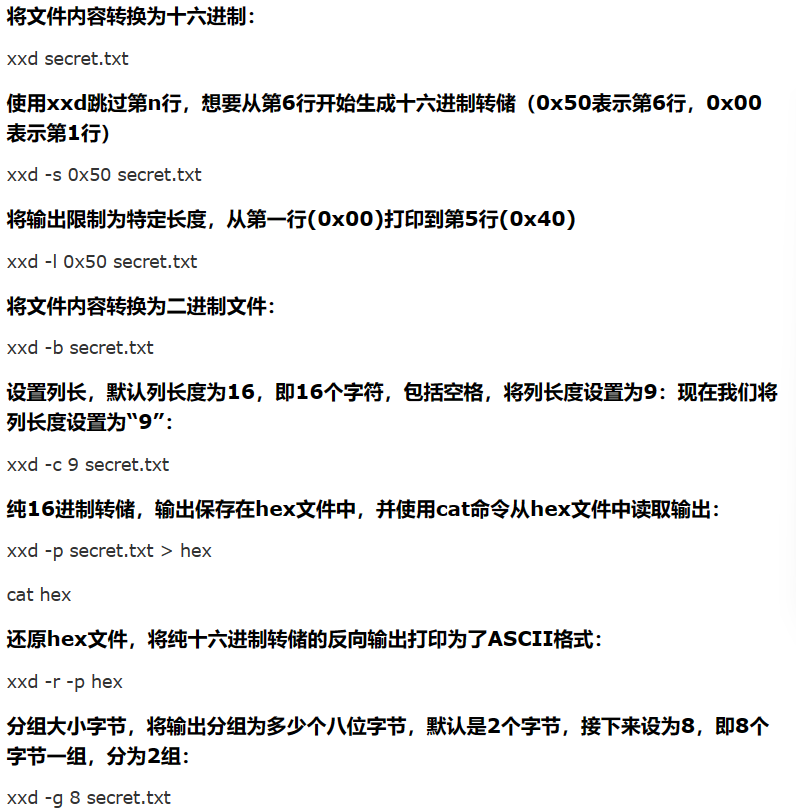 将文件内容转换为十六进制：
xxd secret.txt
使用xxd跳过第n行，想要从第6行开始生成十六进制转储（0x50表示第6行，0x00
表示第1行）
xxd -s 0x50 secret.txt
将输出限制为特定长度，从第一行(0x00)打印到第5行(0x40)
xxd -l 0x50 secret.txt
将文件内容转换为二进制文件：
xxd -b secret.txt
设置列长，默认列长度为16，即16个字符，包括空格，将列长度设置为9：现在我们将
列长度设置为“9”：
xxd -c 9 secret.txt
纯16进制转储，输出保存在hex文件中，并使用cat命令从hex文件中读取输出：
xxd -p secret.txt > hex
cat hex
还原hex文件，将纯十六进制转储的反向输出打印为了ASCII格式：
xxd -r -p hex
分组大小字节，将输出分组为多少个八位字节，默认是2个字节，接下来设为8，即8个
字节一组，分为2组：
xxd -g 8 secret.txt